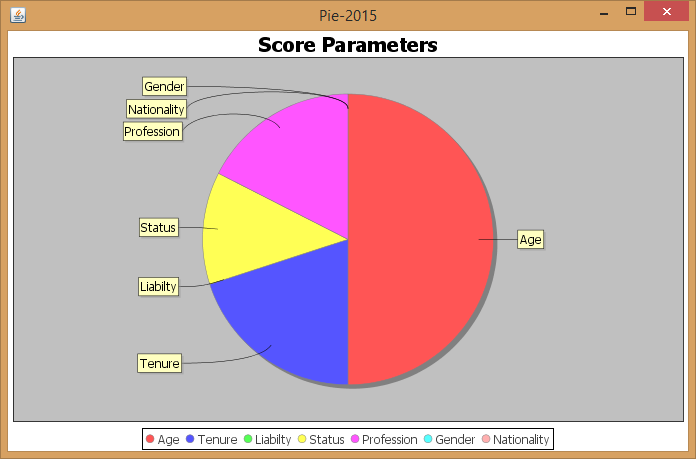 Pie-2015
Score Parameters
Gender
Nationality
Profession
Status
Age
Liabilty
Tenure
Age Tenure Liabilty Status Profession Gender Nationality